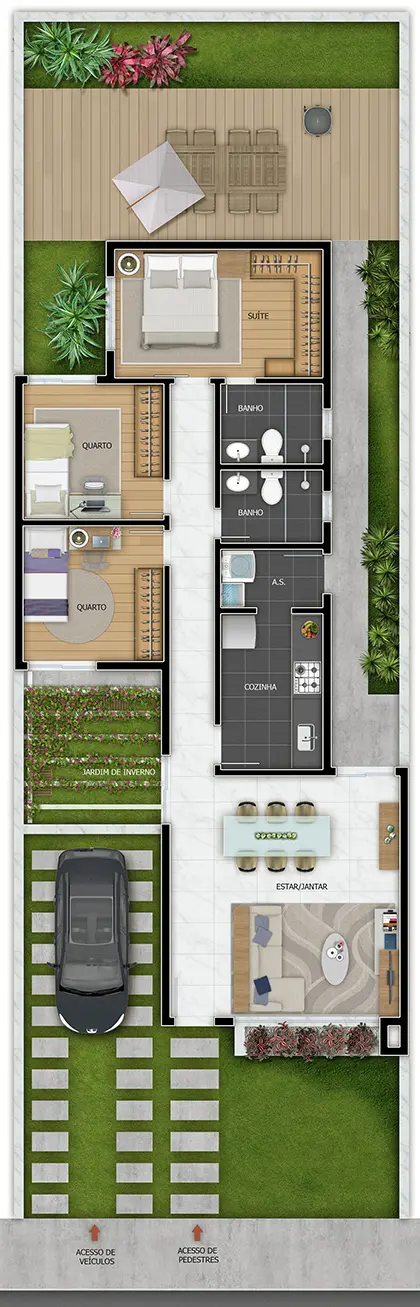 SUÍTE
BANHO
QUARTO
BANHO
A.S.
QUARTO
COZINHA
JARDIM DE INVERNO
ESTAR/JANTAR
ACESSO DE
VEÍCULOS
ACESSO DE
PEDESTRES